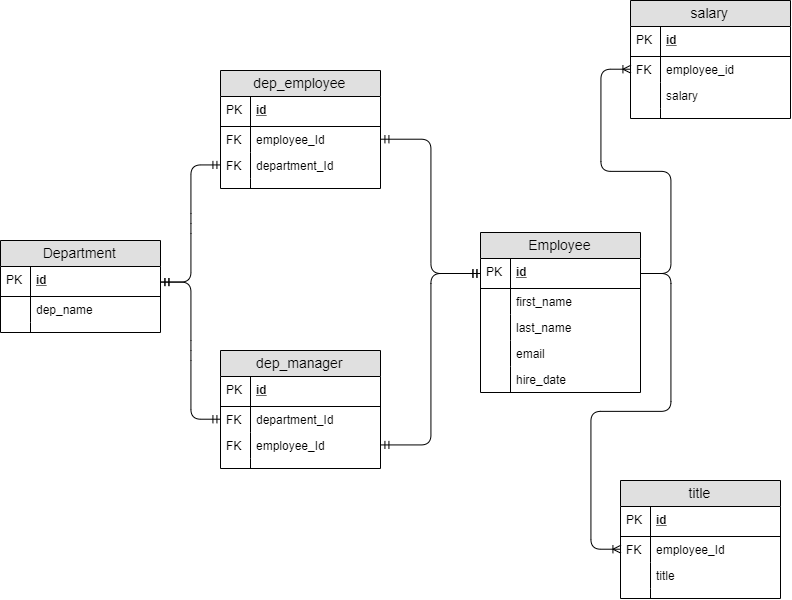 salary
PK id
FK employee_id
salary
dep_employee
PK id
FK employee_Id
FK department_Id
Department
PK id
dep_name
Employee
PK id
first_name
last_name
email
hire_date
dep_manager
PK id
FK department_Id
FK employee_Id
title
PK id
FK employee_Id
title